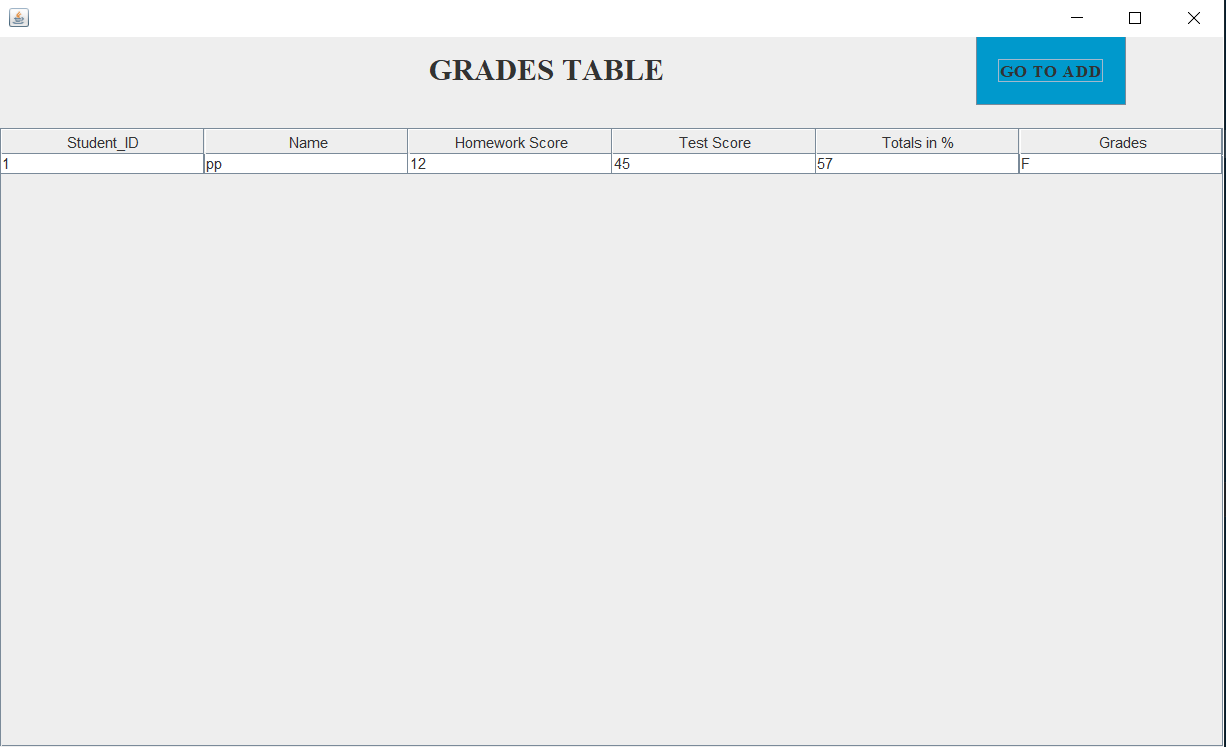 GRADES TABLE
GO TO ADD
Student_ID Name Homework Score Test Score Totals in % Grades
1 pp 12 45 57 F